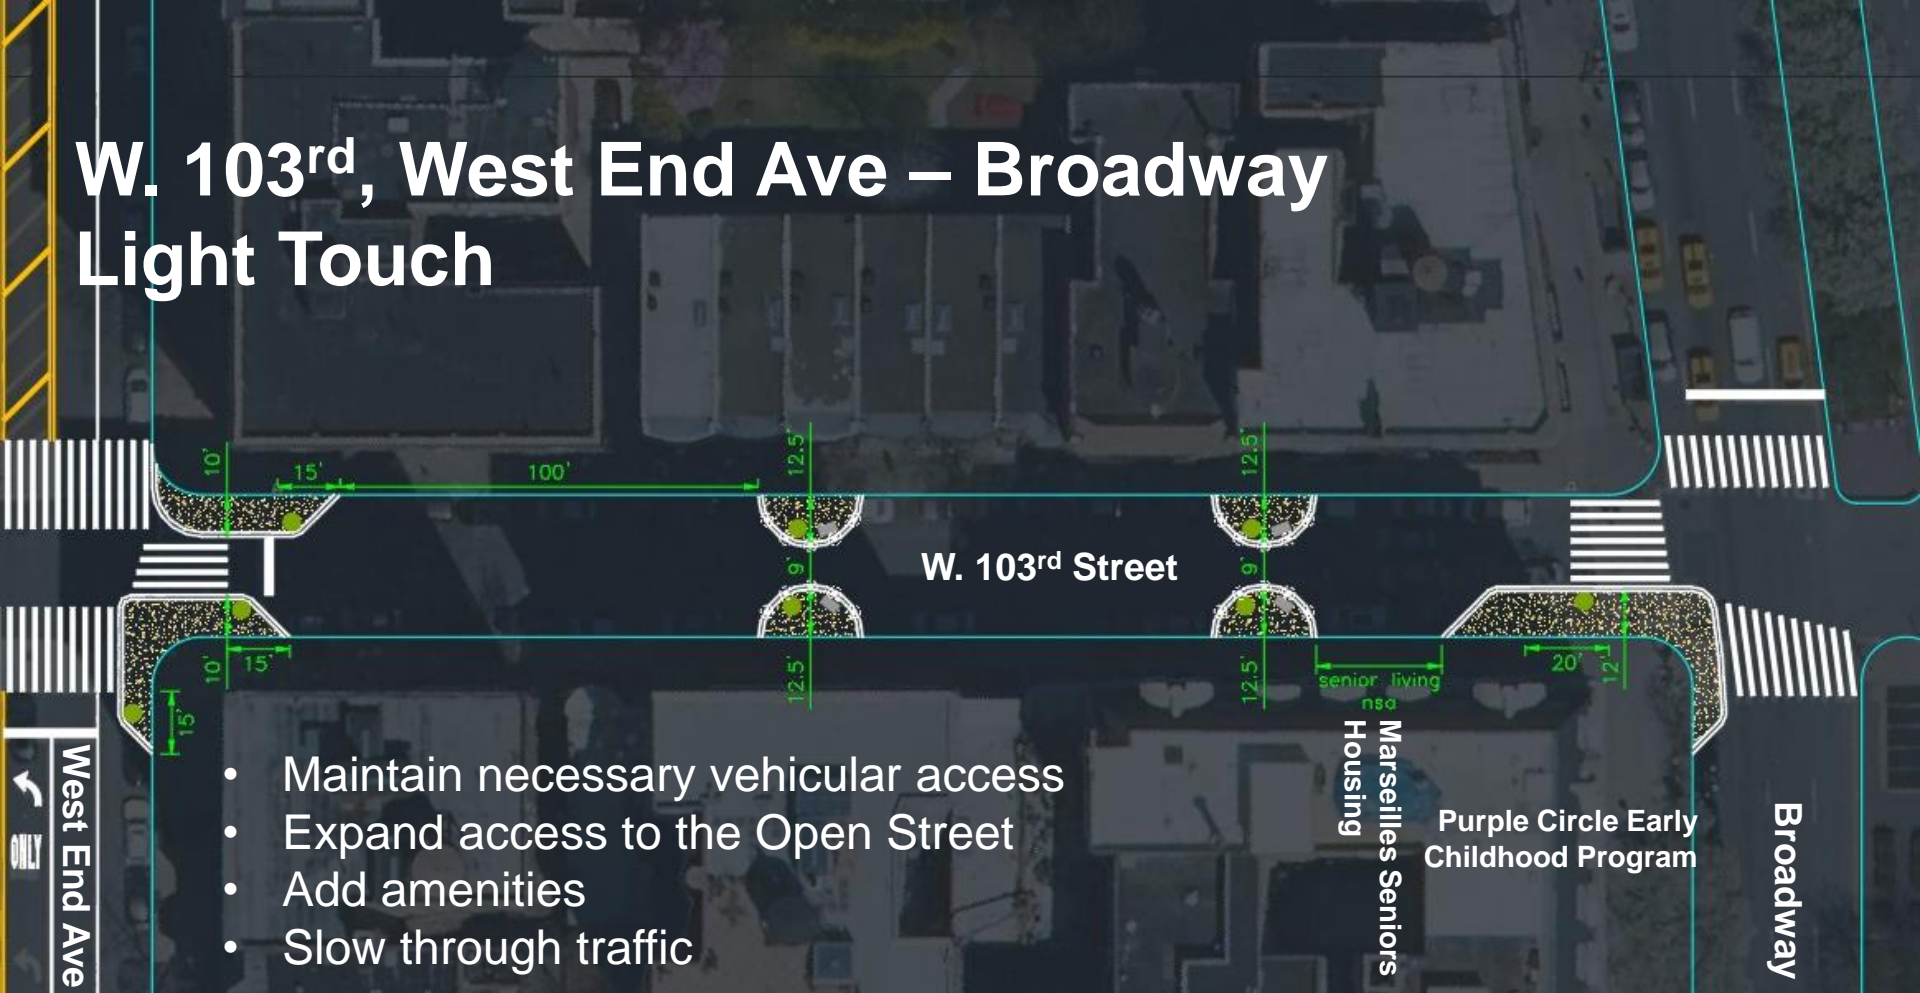 W. 103rd, West End Ave – Broadway
Light Touch
10'
15'
100'
12.5'
12.5'
W. 103rd Street
9'
9'
10'
15'
15'
12.5'
12.5'
senior living
nsa
20'
12'
Marseilles Seniors
Housing
Purple Circle Early
Childhood Program
Broadway
West End Ave
ONLY
• Maintain necessary vehicular access
• Expand access to the Open Street
• Add amenities
• Slow through traffic